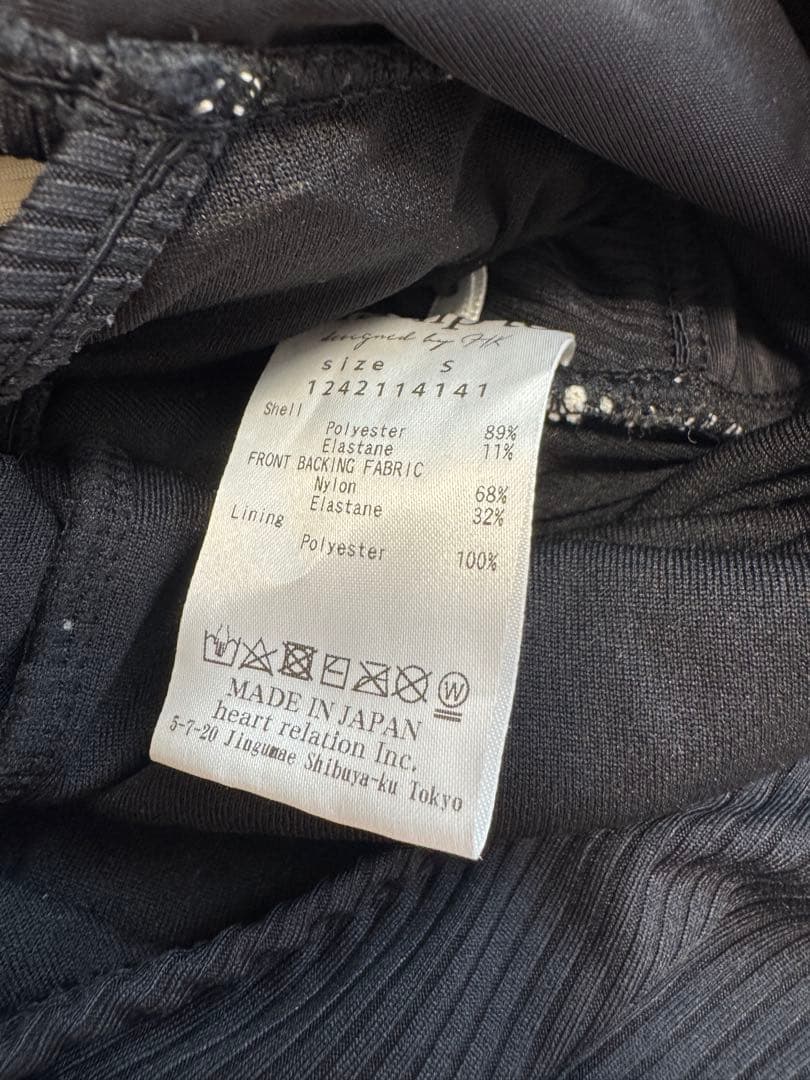 designed by
size S
1242114141
Shell
Polyester 89%
Elastane 11%
FRONT BACKING FABRIC
Nylon 68%
Elastane 32%
Lining
Polyester 100%
W
MADE IN JAPAN
heart relation Inc.
5-7-20 Jingumae Shibuya-ku Tokyo